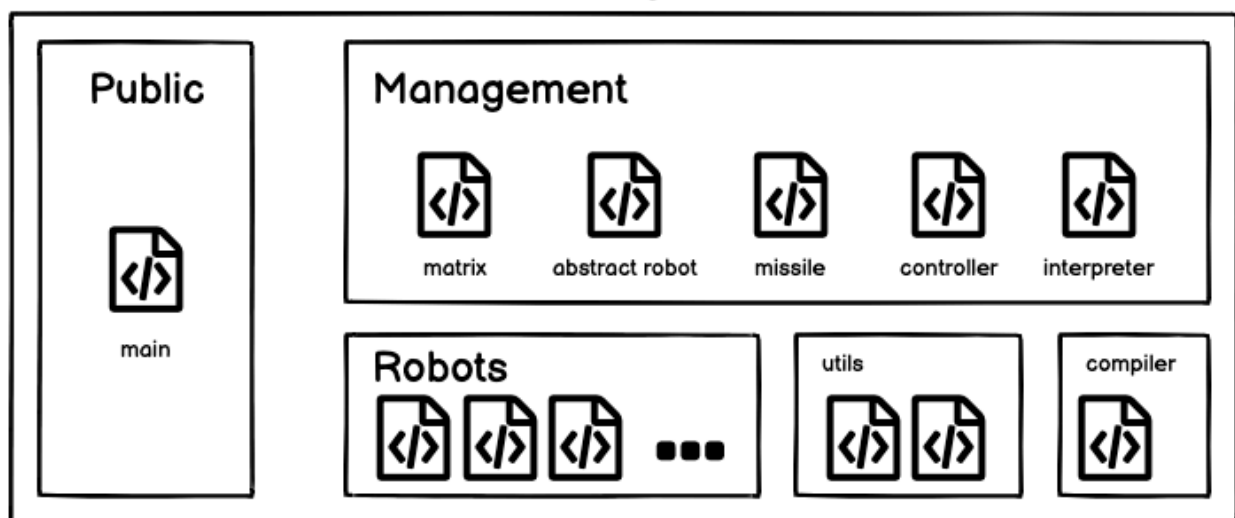 Public
main
Management
matrix
abstract robot
missile
controller
interpreter
Robots
utils
compiler